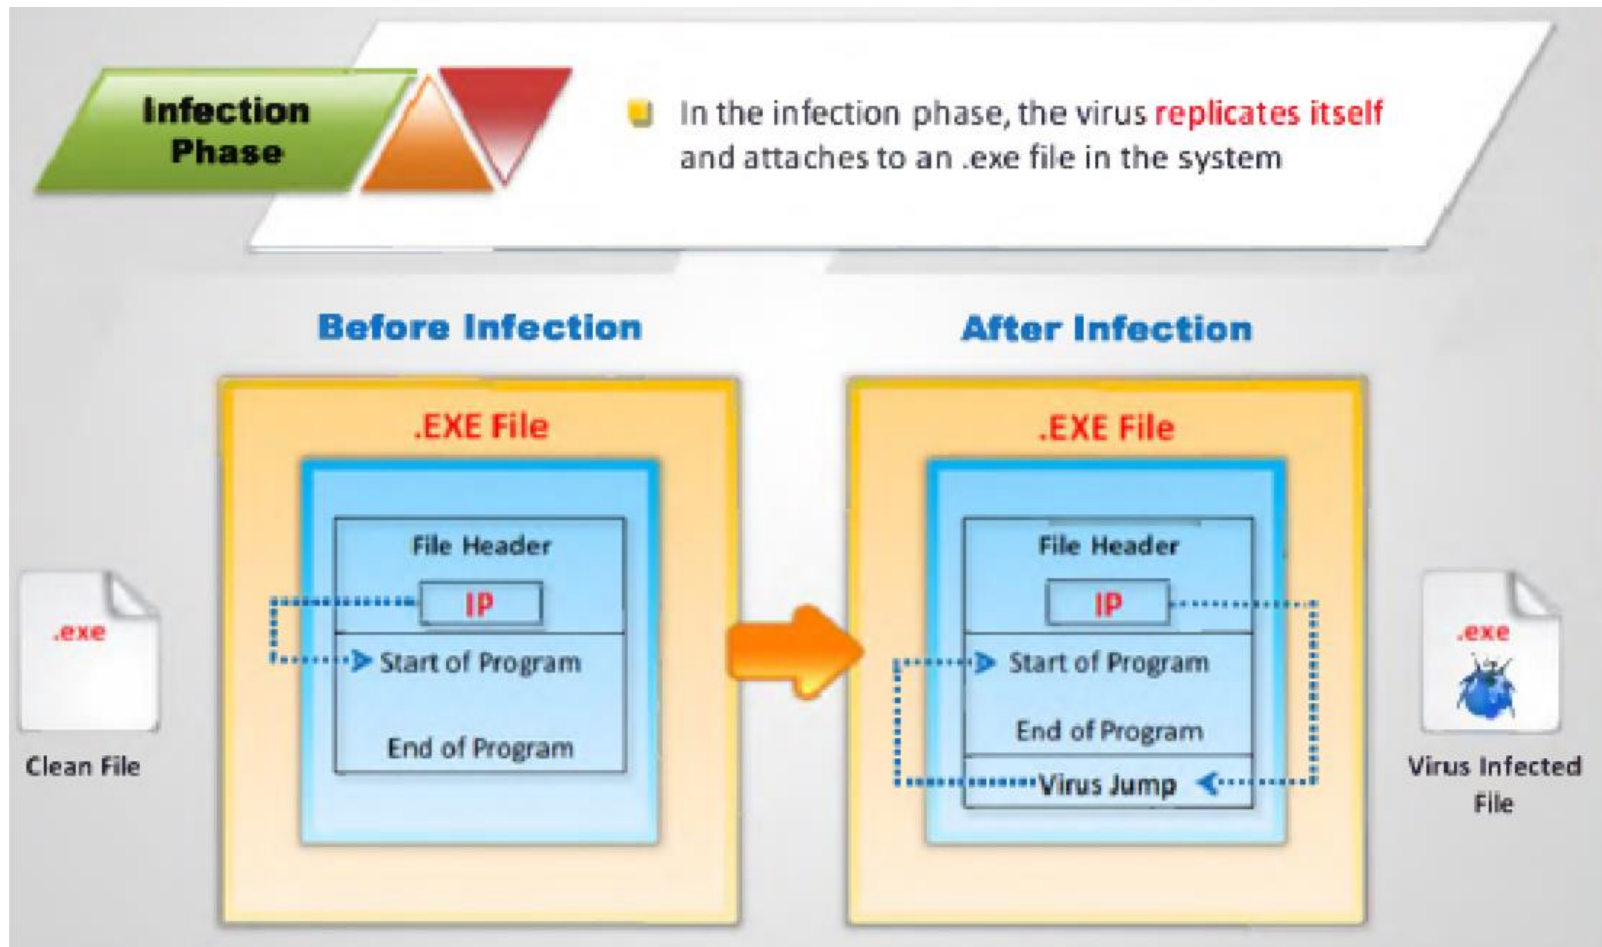 Infection
Phase
In the infection phase, the virus replicates itself
and attaches to an .exe file in the system
Before Infection
After Infection
.EXE File
File Header
IP
Start of Program
End of Program
.exe
Clean File
.EXE File
File Header
IP
Start of Program
End of Program
Virus Jump
.exe
Virus Infected
File